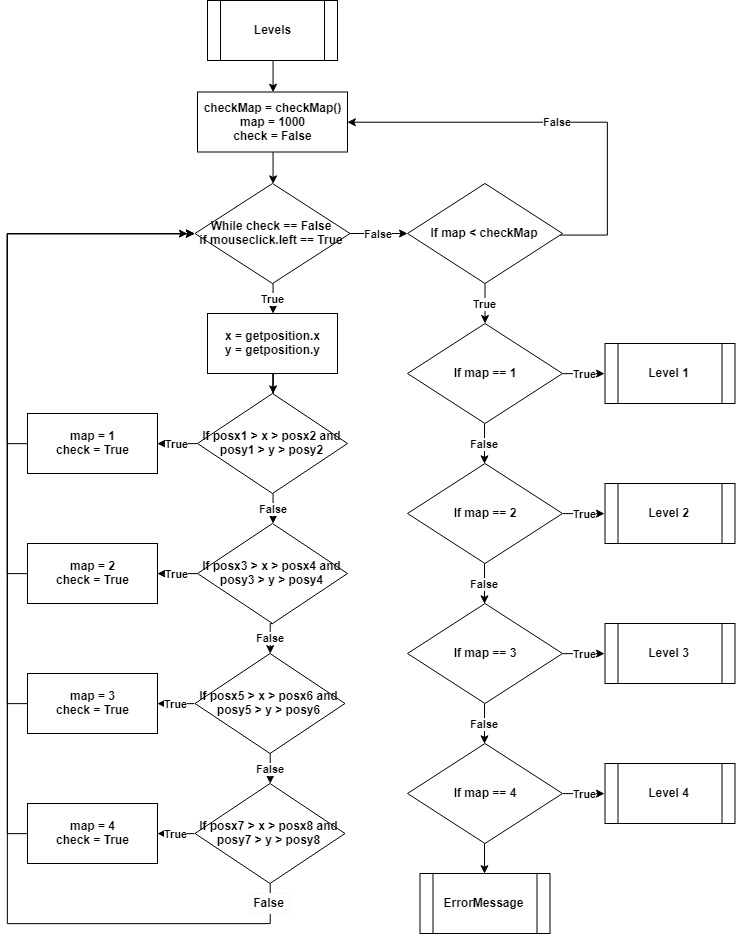 Levels
checkMap = checkMap()
map = 1000
check = False
False
While check == False
if mouseclick.left == True
False
If map < checkMap
True
True
x = getposition.x
y = getposition.y
If map == 1
True
Level 1
map = 1
check = True
True
If posx1 > x > posx2 and
posy1 > y > posy2
False
False
If map == 2
True
Level 2
map = 2
check = True
True
If posx3 > x > posx4 and
posy3 > y > posy4
False
False
If map == 3
True
Level 3
map = 3
check = True
True
If posx5 > x > posx6 and
posy5 > y > posy6
False
False
If map == 4
True
Level 4
map = 4
check = True
True
If posx7 > x > posx8 and
posy7 > y > posy8
False
ErrorMessage